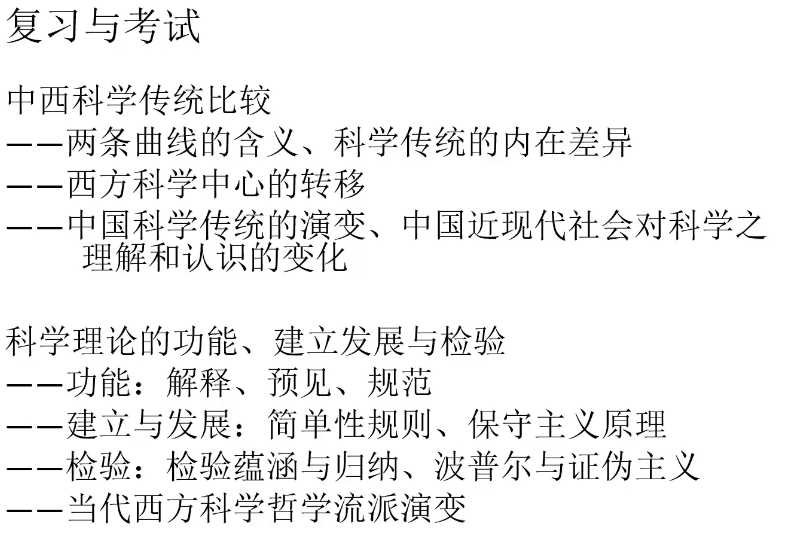 复习与考试
中西科学传统比较
——两条曲线的含义、科学传统的内在差异
——西方科学中心的转移
——中国科学传统的演变、中国近现代社会对科学之
理解和认识的变化
科学理论的功能、建立发展与检验
——功能：解释、预见、规范
——建立与发展：简单性规则、保守主义原理
——检验：检验蕴涵与归纳、波普尔与证伪主义
——当代西方科学哲学流派演变